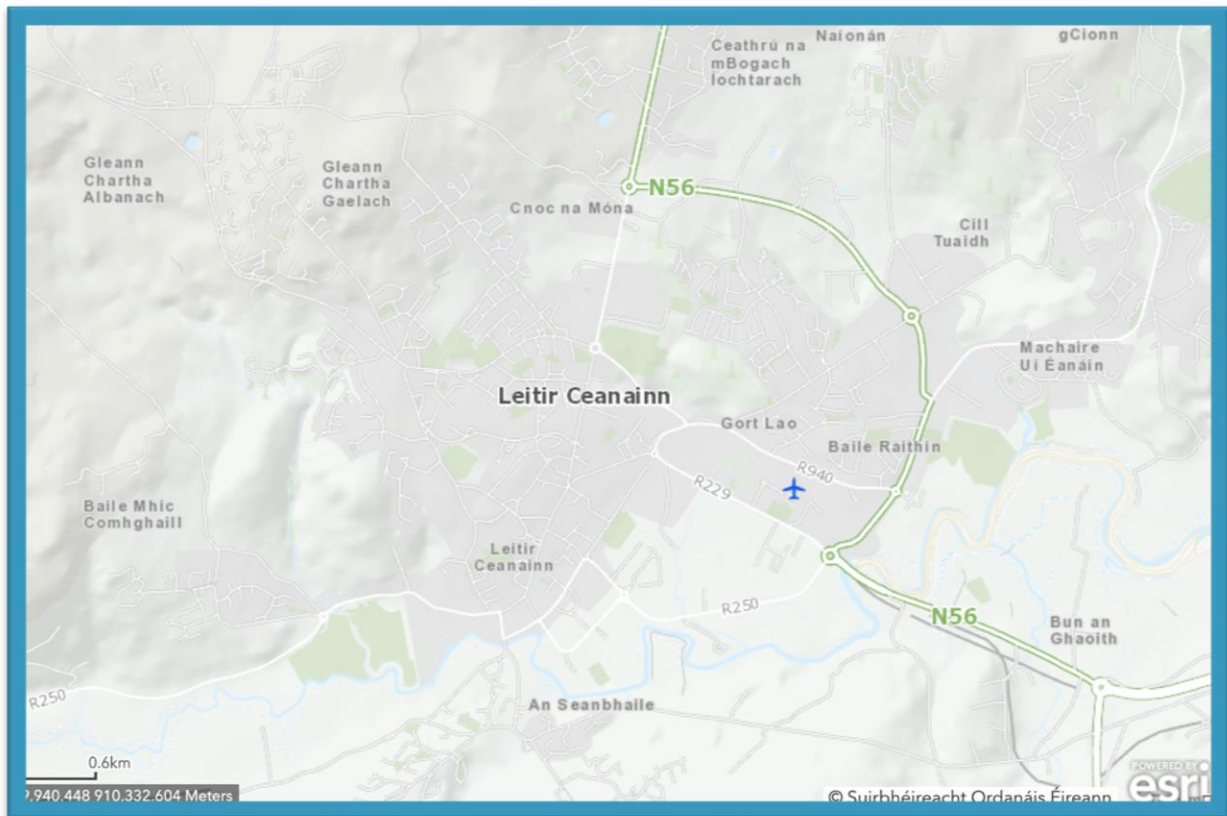 Naíonán
gCionn
Ceathrú na
mBogach
Íochtarach
Gleann
Chartha
Albanach
Gleann
Chartha
Gaelach
N56
Cnoc na Móna
Cill
Tuaidh
Machaire
Uí Éanáin
Leitir Ceanainn
Gort Lao
Baile Raithin
R940
R229
Baile Mhic
Comhghaill
Leitir
Ceanainn
R250
N56
Bun an
Ghaoith
R250
An Seanbhaile
0.6km
POWERED BY
esri
940.448 910,332.604 Meters
© Suirbhéireacht Ordanáis Éireann